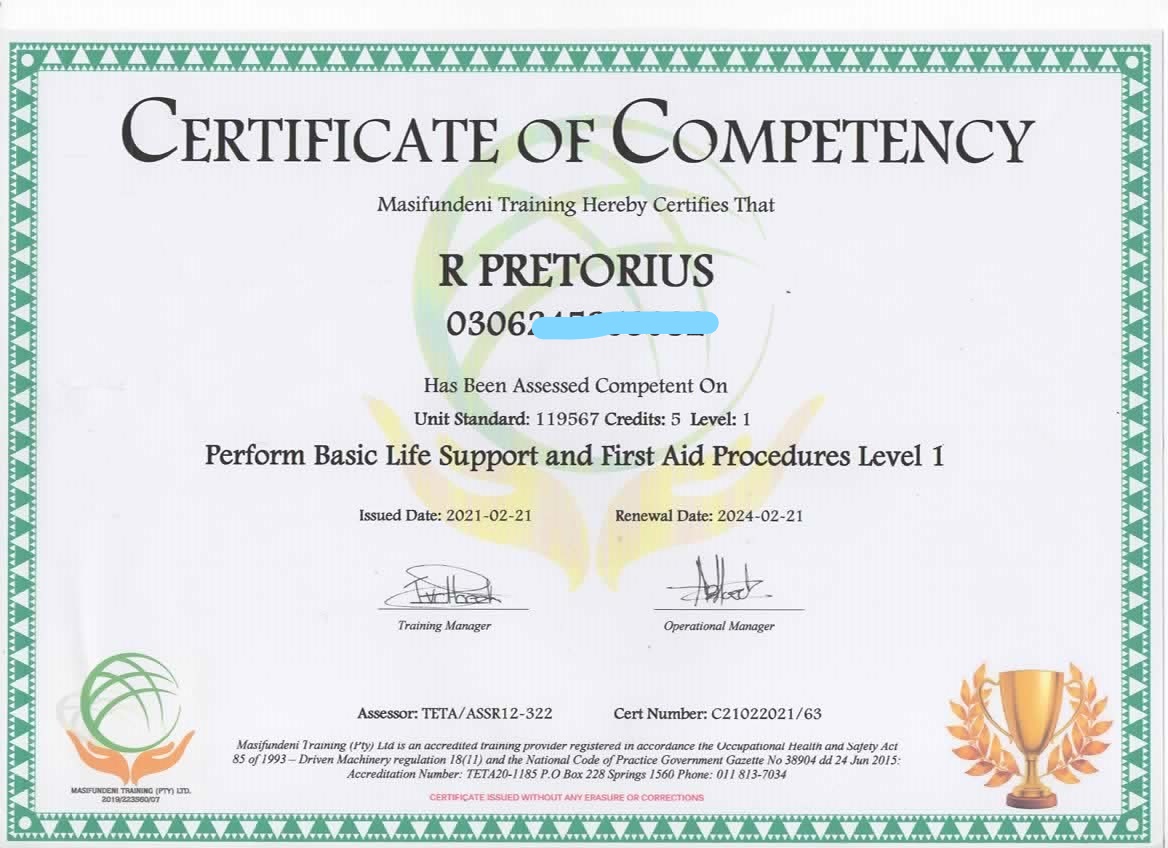 CERTIFICATE OF COMPETENCY
Masifundeni Training Hereby Certifies That
R PRETORIUS
Has Been Assessed Competent On
Unit Standard: 119567 Credits: 5 Level: 1
Perform Basic Life Support and First Aid Procedures Level 1
Issued Date: 2021-02-21 Renewal Date: 2024-02-21
Training Manager Operational Manager
Assessor: TETA/ASSR12-322 Cert Number: C21022021/63
Masifundeni Training (Pty) Ltd is an accredited training provider registered in accordance the Occupational Health and Safety Act
85 of 1993 – Driven Machinery regulation 18(11) and the National Code of Practice Government Gazette No 38904 dd 24 Jun 2015:
Accreditation Number: TETA20-1185 P.O Box 228 Springs 1560 Phone: 011 813-7034
MASIFUNDENI TRAINING (PTY) LTD.
CERTIFICATE ISSUED WITHOUT ANY ERASURE OR CORRECTIONS